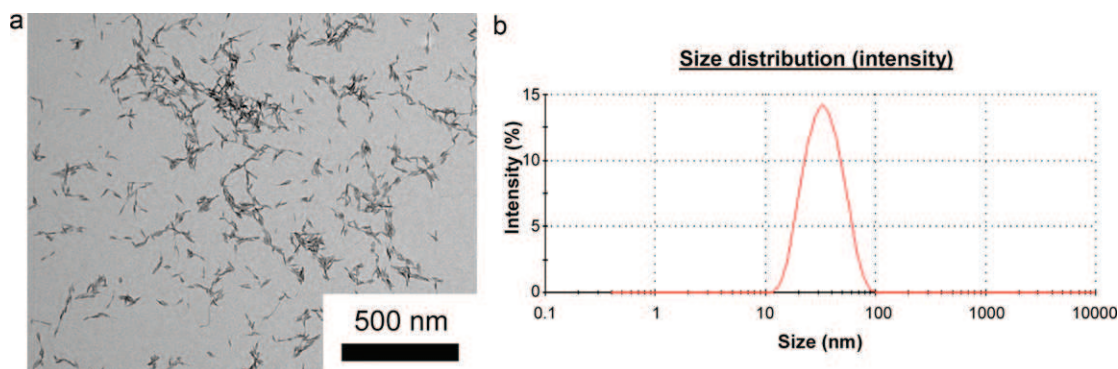 a
500 nm
b
Size distribution (intensity)
Intensity (%)
15
10
5
0
0.1 1 10 100 1000 10000
Size (nm)